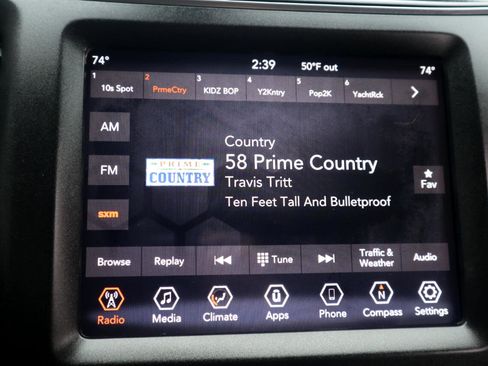 74° 2:39 50°F out 74°
1 10s Spot 2 PrmeCtry 3 KIDZ BOP 4 Y2Kntry 5 Pop2K 6 YachtRck
AM
FM
sxm
PRIME
COUNTRY
Country
58 Prime Country
Travis Tritt
Ten Feet Tall And Bulletproof
Fav
Browse Replay Tune Traffic & Weather Audio
Radio Media Climate Apps Phone N Compass Settings